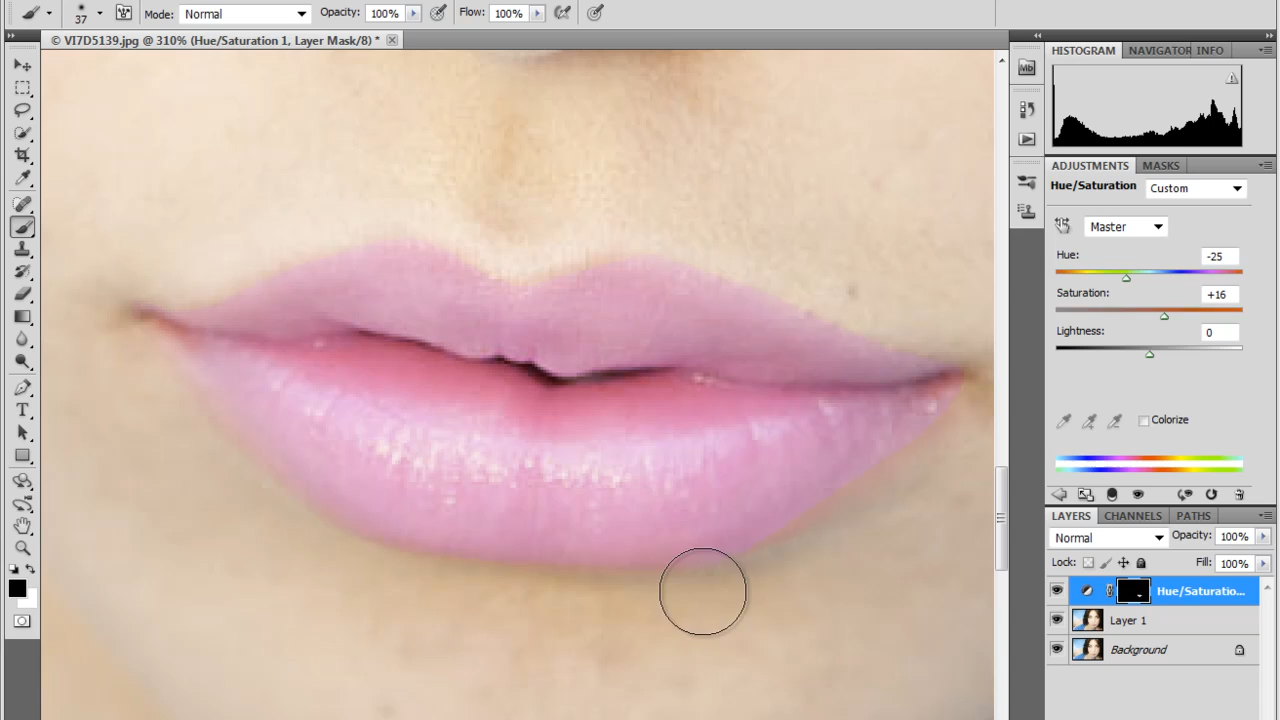 37
Mode: Normal
Opacity: 100%
Flow: 100%
© VI7D5139.jpg @ 310% (Hue/Saturation 1, Layer Mask/8) *
HISTOGRAM NAVIGATOR INFO
Mb
ADJUSTMENTS MASKS
Hue/Saturation Custom
Master
Hue: -25
Saturation: +16
Lightness: 0
Colorize
LAYERS CHANNELS PATHS
Normal Opacity: 100%
Lock: Fill: 100%
Hue/Saturatio...
Layer 1
Background
T